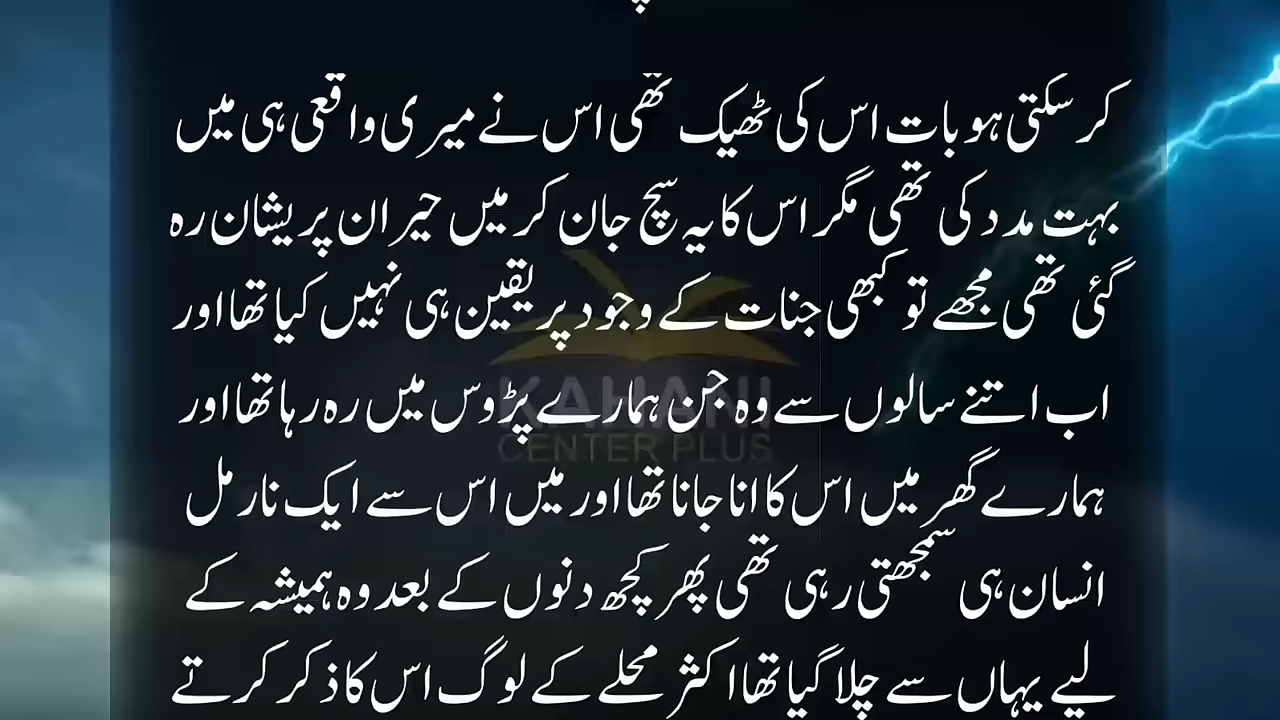 کر سکتی ہو بات اس کی ٹھیک تھی اس نے میری واقعی ہی میں
بہت مدد کی تھی مگر اس کا یہ سچ جان کر میں حیران پریشان رہ
گئی تھی مجھے تو کبھی جنات کے وجود پر یقین ہی نہیں کیا تھا اور
اب اتنے سالوں سے وہ جن ہمارے پڑوس میں رہ رہا تھا اور
ہمارے گھر میں اس کا انا جانا تھا اور میں اس سے ایک نارمل
انسان ہی سمجھتی رہی تھی پھر کچھ دنوں کے بعد وہ ہمیشہ کے
لیے یہاں سے چلا گیا تھا اکثر محلے کے لوگ اس کا ذکر کرتے
KAHANI
CENTER PLUS